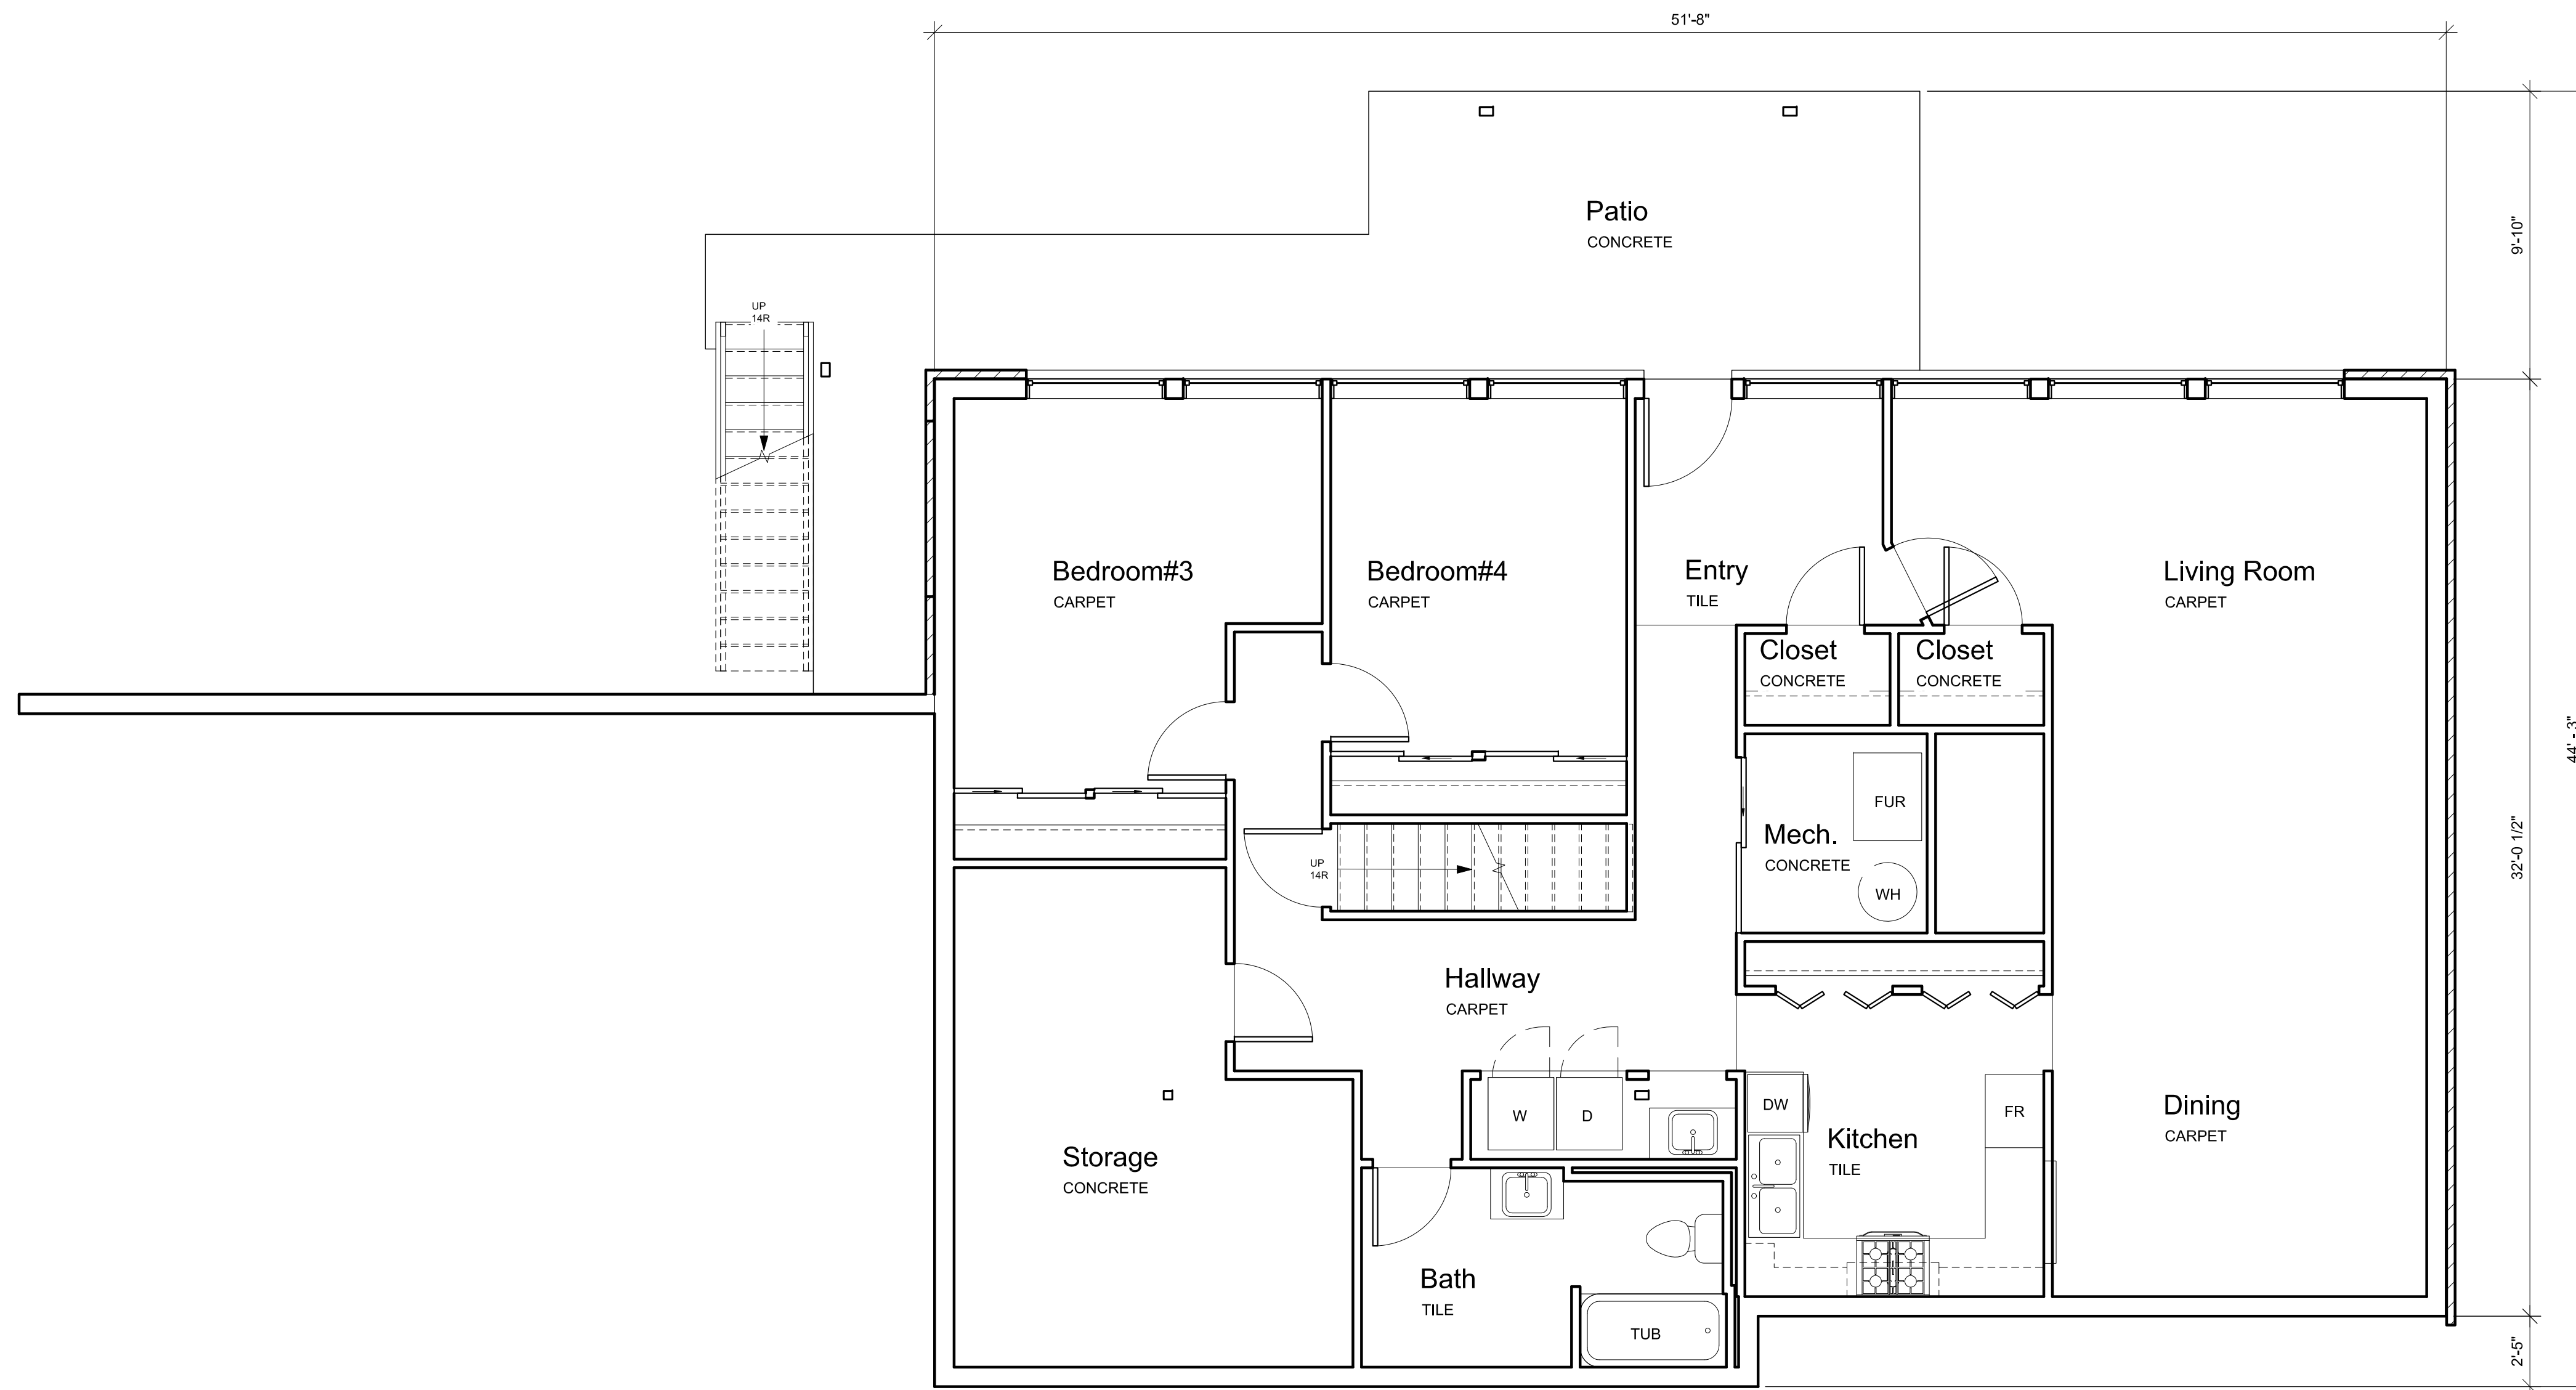 51'-8"
Patio
CONCRETE
9'-10"
UP
14R
Bedroom#3
CARPET
Bedroom#4
CARPET
Entry
TILE
Living Room
CARPET
Closet
CONCRETE
Closet
CONCRETE
44' - 3"
FUR
Mech.
CONCRETE
WH
32'-0 1/2"
UP
14R
Hallway
CARPET
W
D
DW
FR
Kitchen
TILE
Dining
CARPET
Storage
CONCRETE
Bath
TILE
TUB
2'-5"